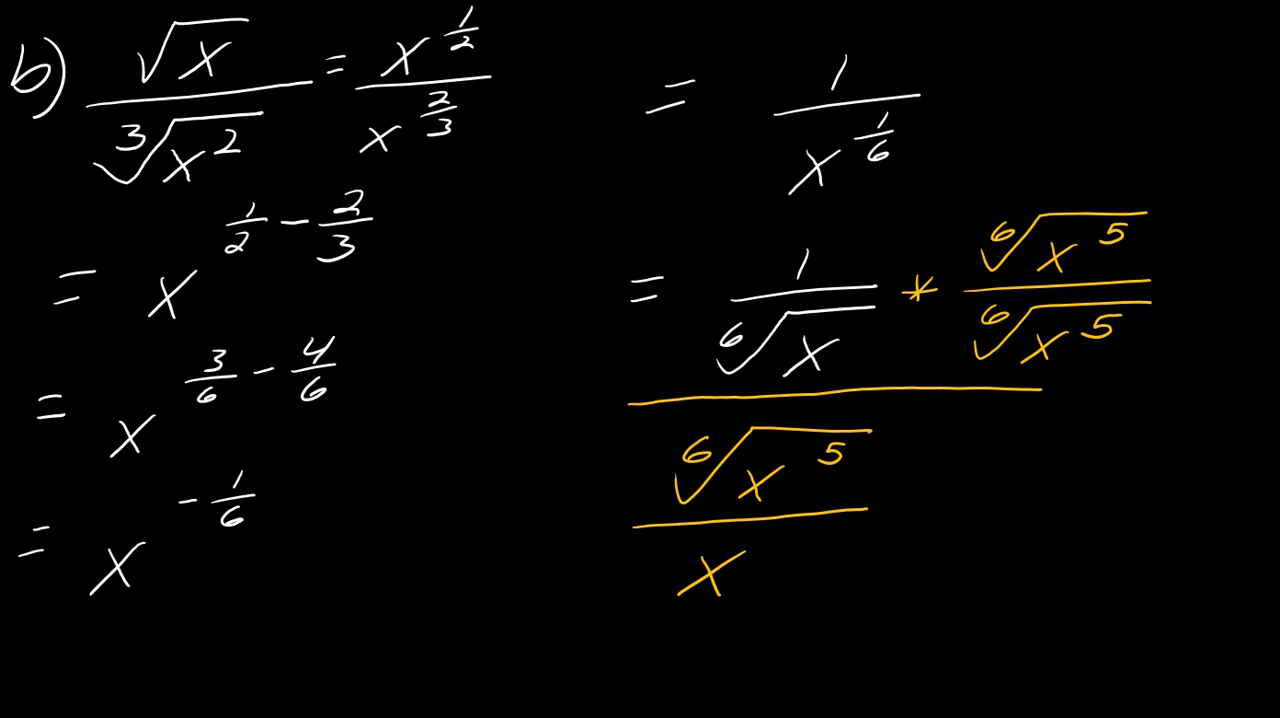 b) √x / ∛x² = x^(1/2) / x^(2/3)
= x^(1/2 - 2/3)
= x^(3/6 - 4/6)
= x^(-1/6)
= 1 / x^(1/6)
= 1 / ⁶√x * ⁶√x⁵ / ⁶√x⁵
⁶√x⁵ / x